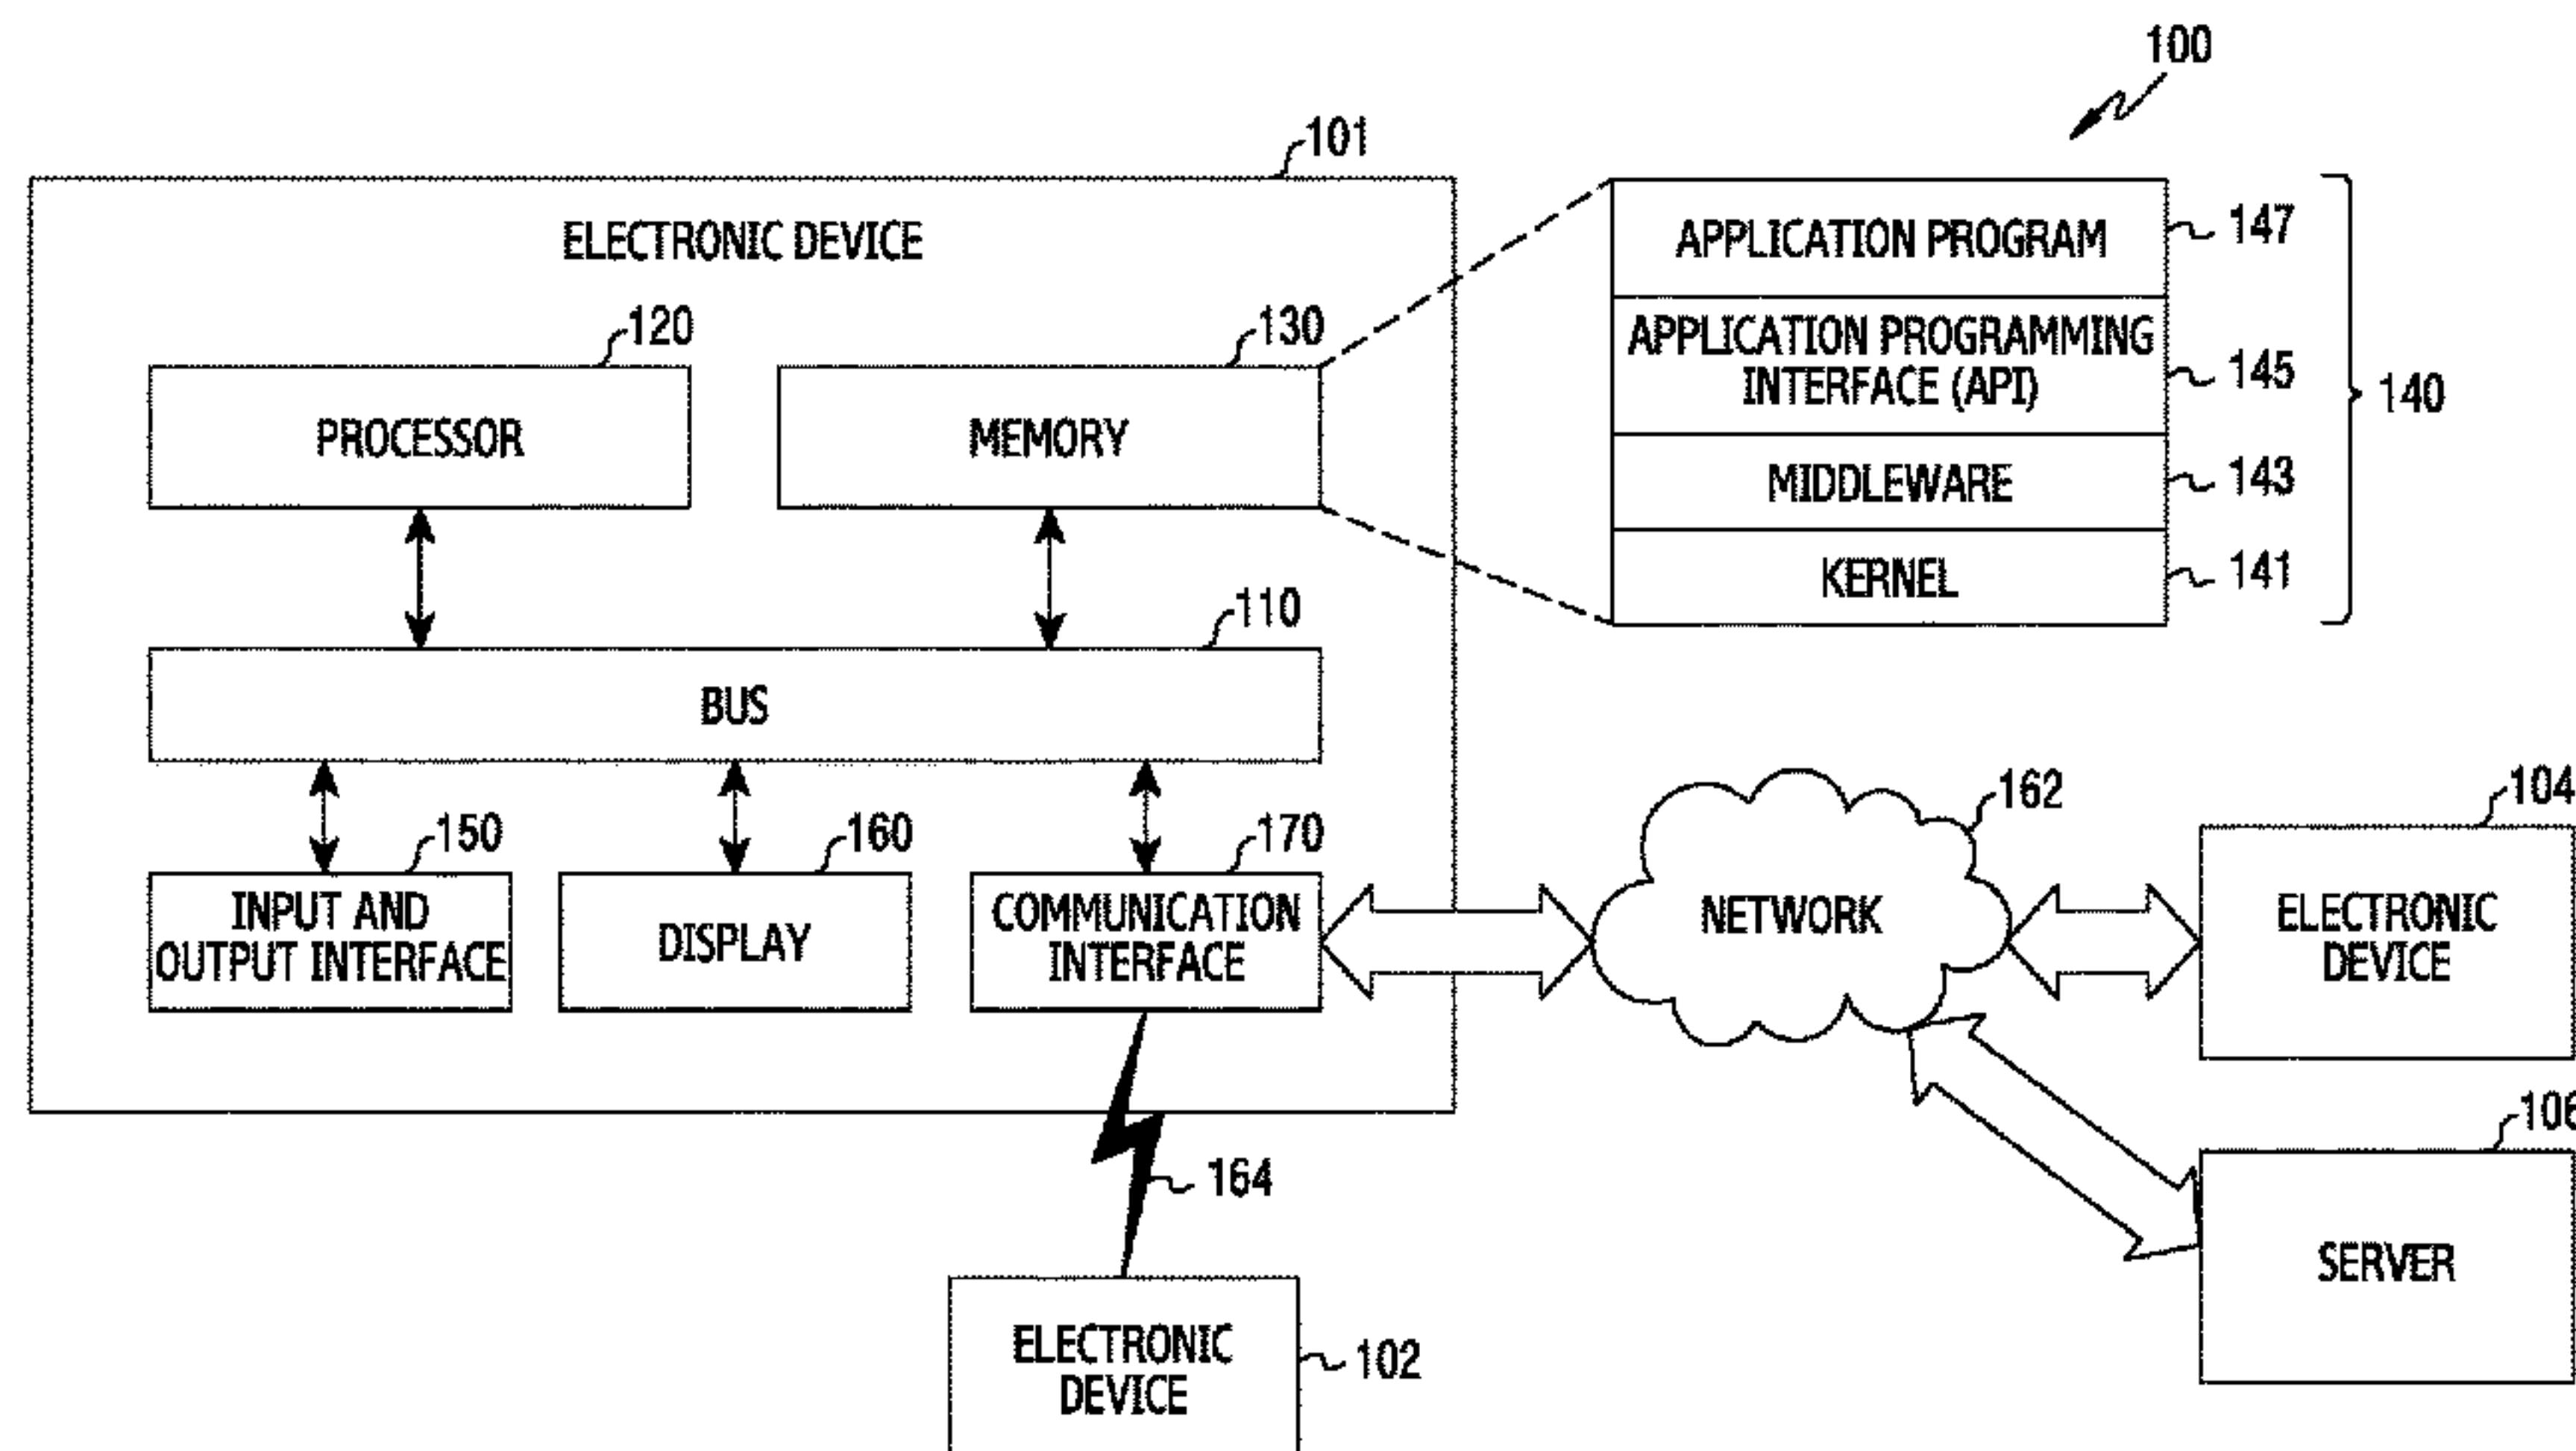 100
101
ELECTRONIC DEVICE
120
130
PROCESSOR
MEMORY
110
BUS
150
160
170
INPUT AND
OUTPUT INTERFACE
DISPLAY
COMMUNICATION
INTERFACE
APPLICATION PROGRAM
147
APPLICATION PROGRAMMING
INTERFACE (API)
145
MIDDLEWARE
143
KERNEL
141
140
162
NETWORK
104
ELECTRONIC
DEVICE
106
SERVER
164
ELECTRONIC
DEVICE
102